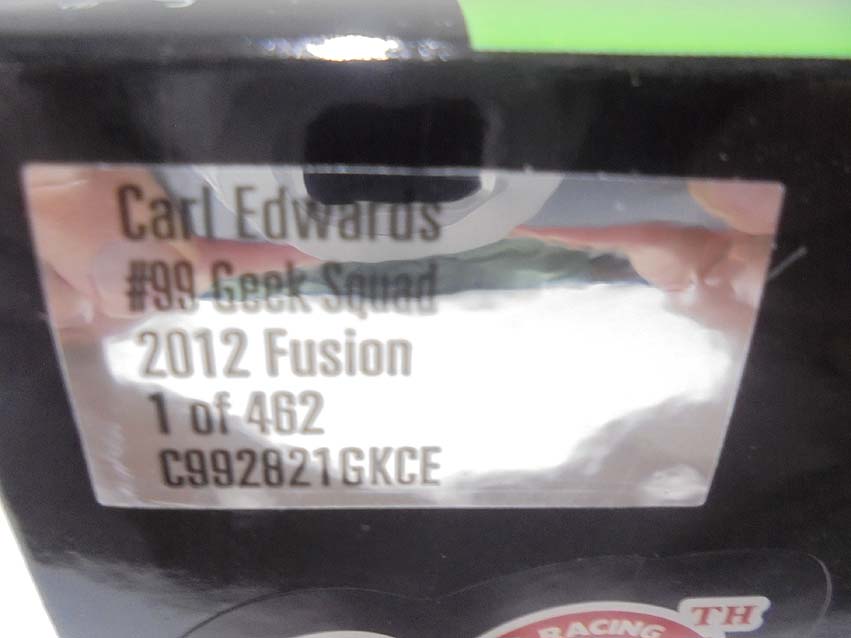 Carl Edwards
#99 Geek Squad
2012 Fusion
1 of 462
C992821GKCE
TH
RACING